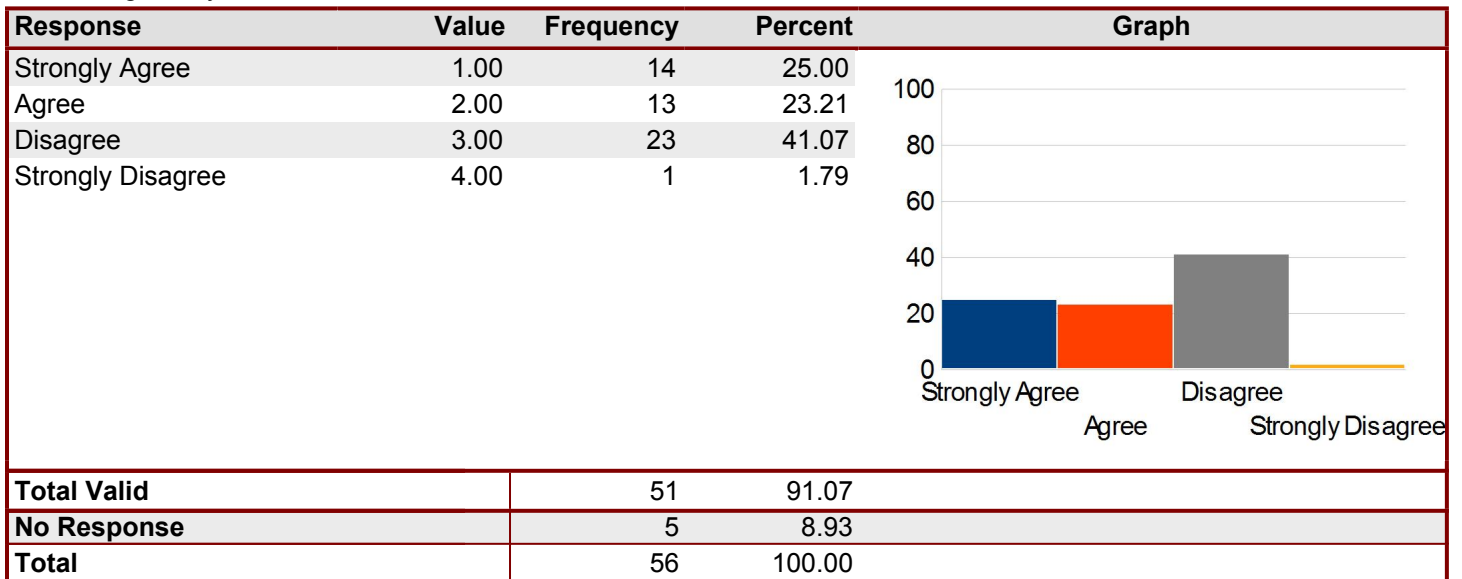 Response Value Frequency Percent Graph
Strongly Agree 1.00 14 25.00
Agree 2.00 13 23.21
Disagree 3.00 23 41.07
Strongly Disagree 4.00 1 1.79
100
80
60
40
20
0
Strongly Agree Disagree
Agree Strongly Disagree
Total Valid 51 91.07
No Response 5 8.93
Total 56 100.00